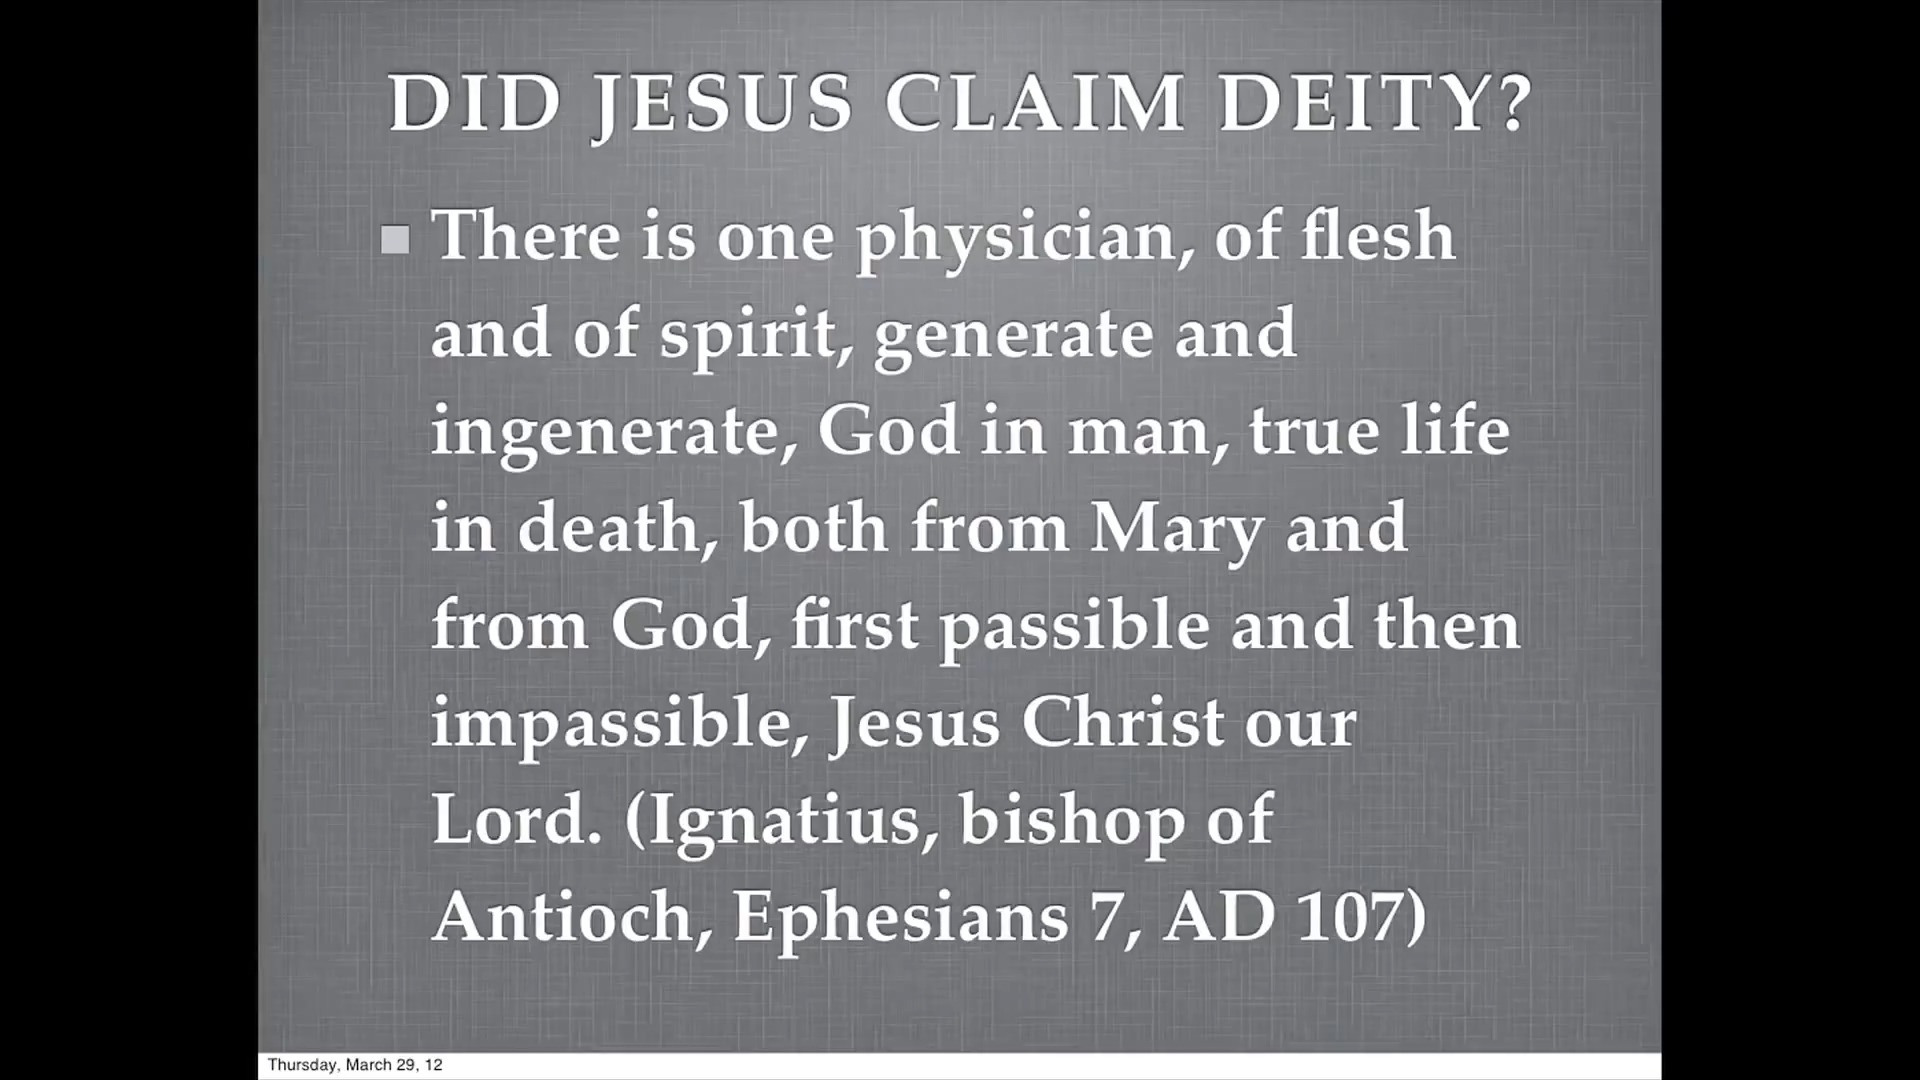 DID JESUS CLAIM DEITY?
There is one physician, of flesh
and of spirit, generate and
ingenerate, God in man, true life
in death, both from Mary and
from God, first passible and then
impassible, Jesus Christ our
Lord. (Ignatius, bishop of
Antioch, Ephesians 7, AD 107)
Thursday, March 29, 12